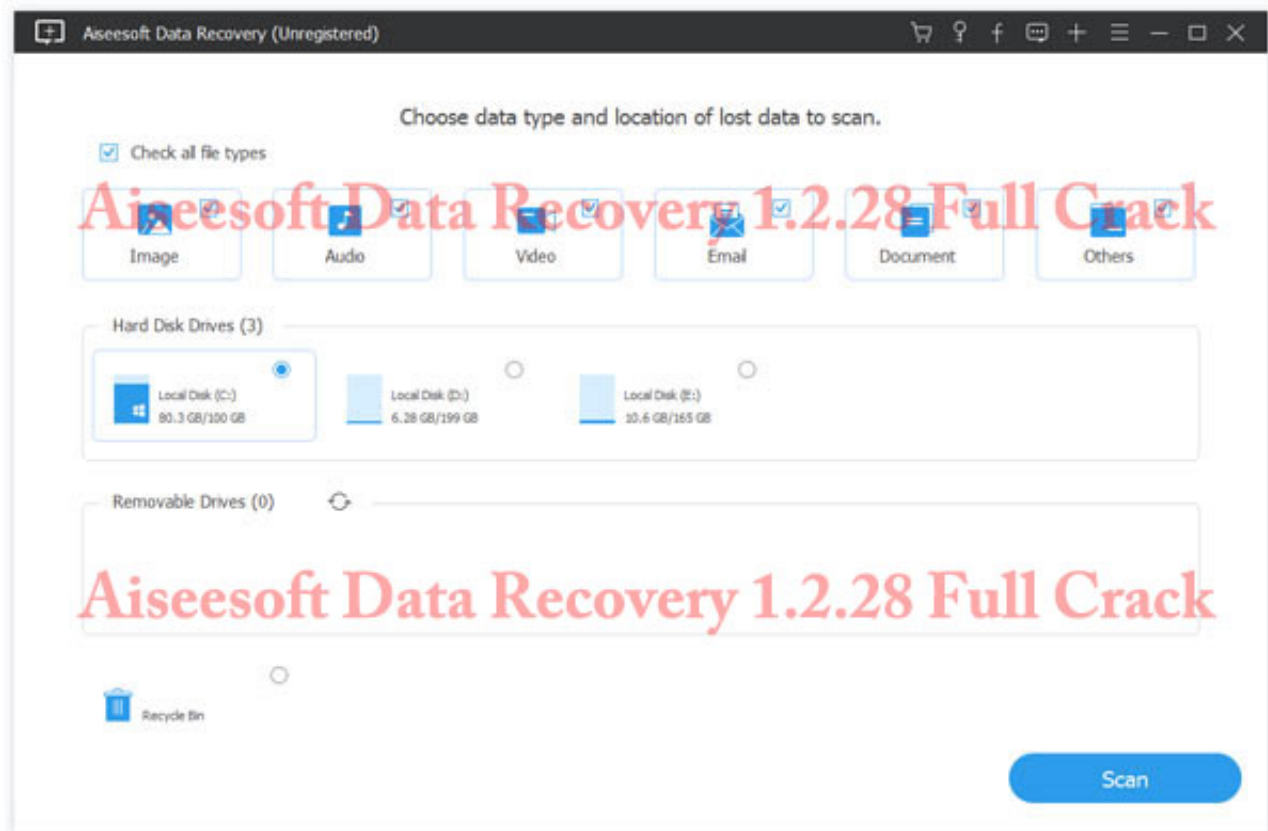 Aiseesoft Data Recovery (Unregistered)
Choose data type and location of lost data to scan.
Check all file types
Aiseesoft Data Recovery 1.2.28 Full Crack
Image Audio Video Email Document Others
Hard Disk Drives (3)
Local Disk (C:) Local Disk (D:) Local Disk (E:)
80.3 GB/100 GB 6.28 GB/199 GB 10.6 GB/165 GB
Removable Drives (0)
Aiseesoft Data Recovery 1.2.28 Full Crack
Recycle Bin
Scan